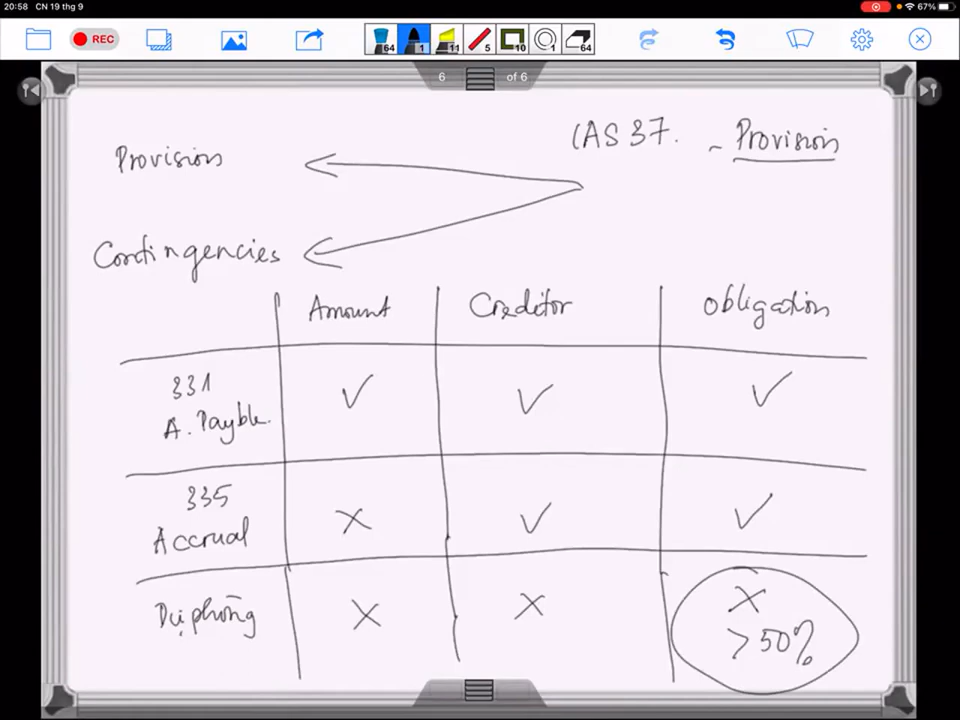 20:58 CN 19 thg 9
67%
REC
64
1
11
5
10
1
64
6 of 6
IAS 37. - Provision
Provision
Contingencies
Amount Creditor Obligation
331 ✓ ✓ ✓
A. Payble.
335 X ✓ ✓
Accrual
Dự phòng X X X
>50%